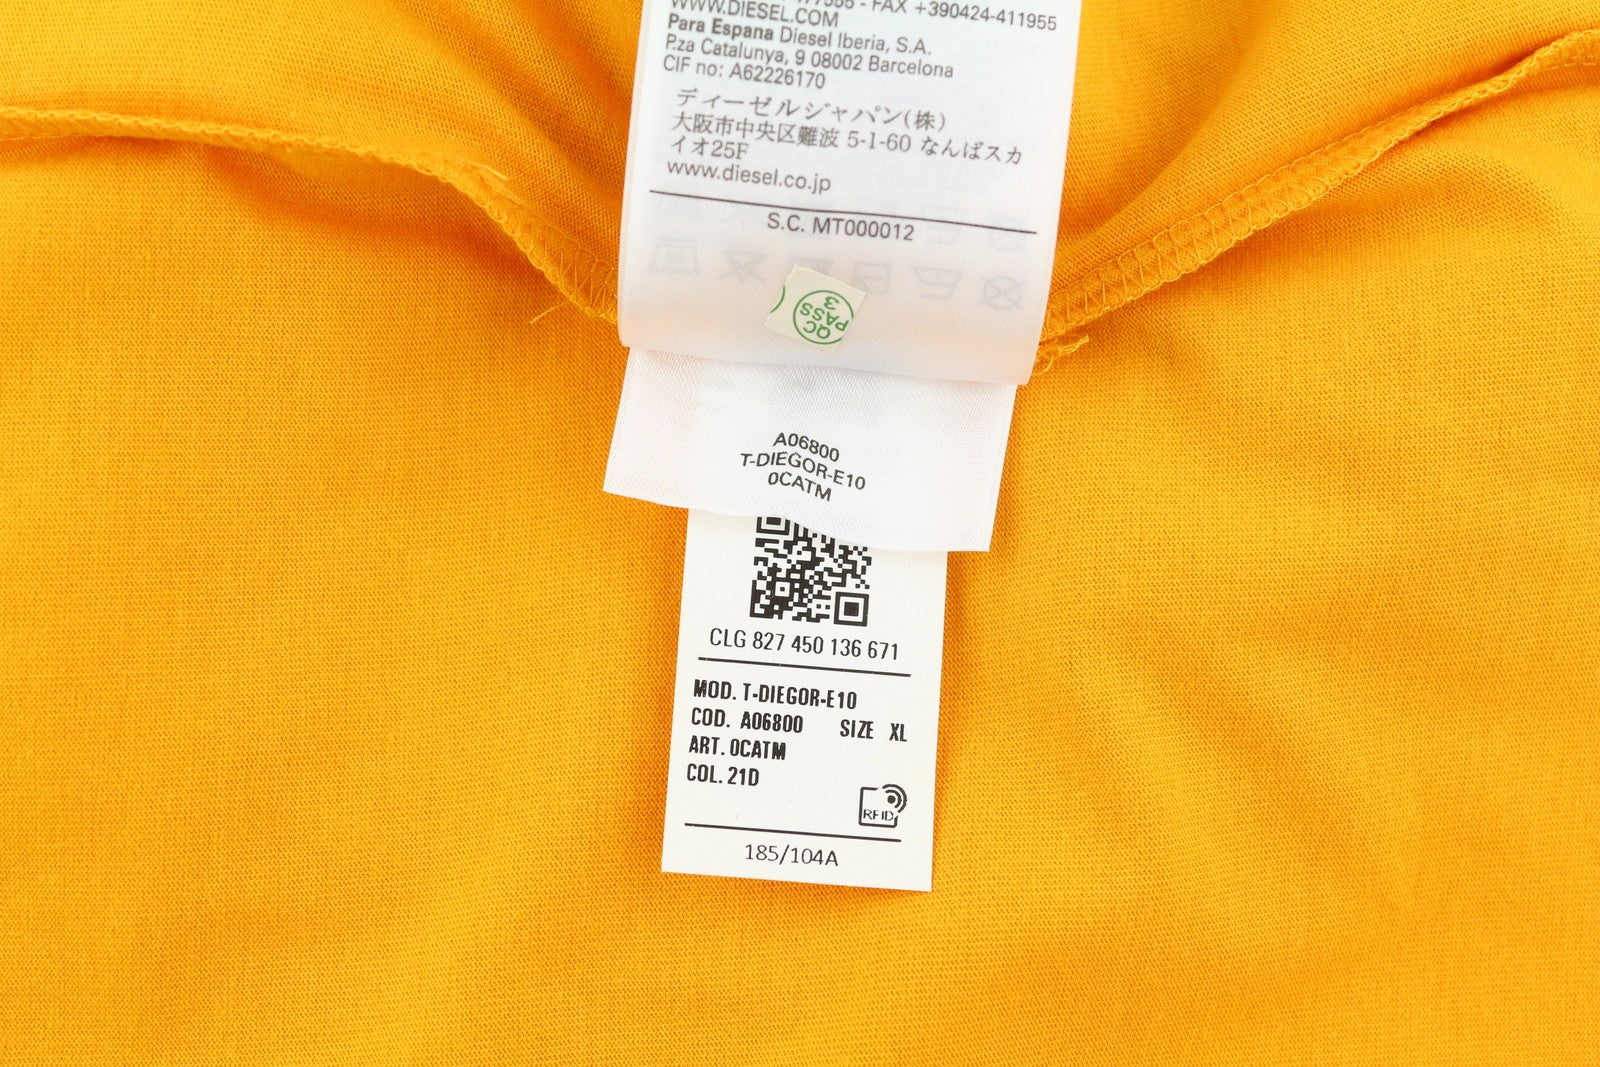 477555 - FAX +390424-411955
WWW.DIESEL.COM
Para Espana Diesel Iberia, S.A.
P.za Catalunya, 9 08002 Barcelona
CIF no: A62226170
ディーゼルジャパン(株)
大阪市中央区難波 5-1-60 なんばスカ
イオ25F
www.diesel.co.jp
S.C. MT000012
QC
PASS
3
A06800
T-DIEGOR-E10
0CATM
CLG 827 450 136 671
MOD. T-DIEGOR-E10
COD. A06800 SIZE XL
ART. 0CATM
COL. 21D
RFID
185/104A